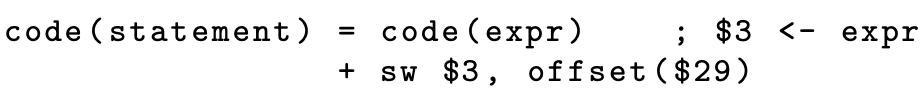 code(statement) = code(expr) ; $3 <- expr
+ sw $3, offset($29)